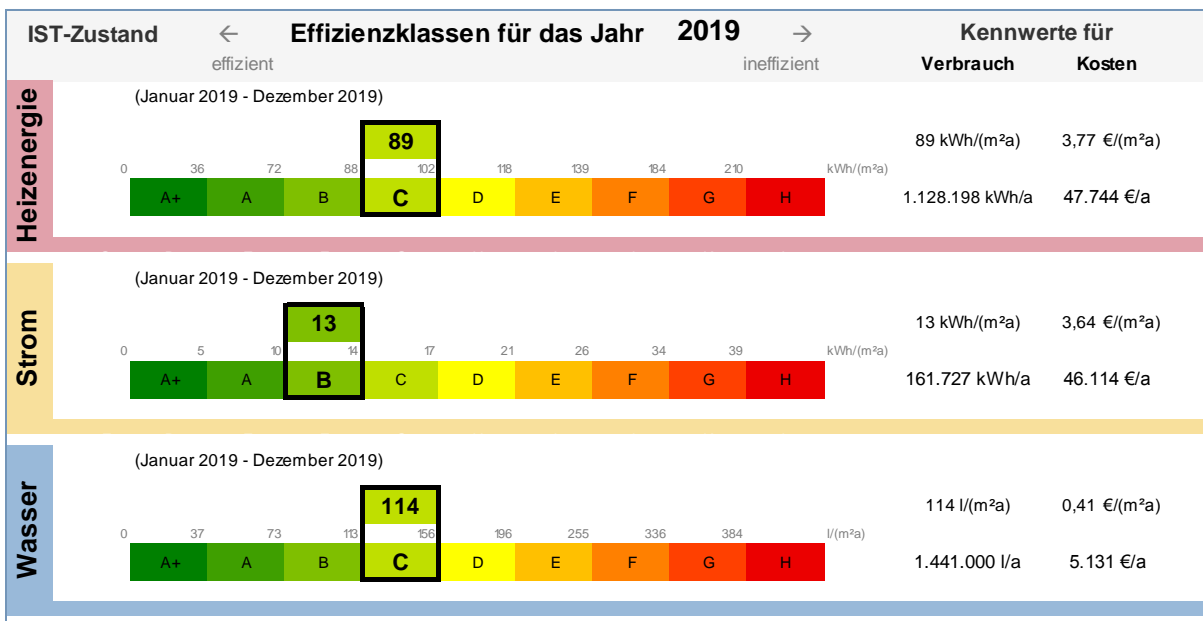 IST-Zustand ← Effizienzklassen für das Jahr 2019 → Kennwerte für
effizient ineffizient Verbrauch Kosten
Heizenergie
(Januar 2019 - Dezember 2019)
89 89 kWh/(m²a) 3,77 €/(m²a)
0 36 72 88 102 118 139 184 210 kWh/(m²a)
A+ A B C D E F G H 1.128.198 kWh/a 47.744 €/a
Strom
(Januar 2019 - Dezember 2019)
13 13 kWh/(m²a) 3,64 €/(m²a)
0 5 10 14 17 21 26 34 39 kWh/(m²a)
A+ A B C D E F G H 161.727 kWh/a 46.114 €/a
Wasser
(Januar 2019 - Dezember 2019)
114 114 l/(m²a) 0,41 €/(m²a)
0 37 73 113 156 196 255 336 384 l/(m²a)
A+ A B C D E F G H 1.441.000 l/a 5.131 €/a